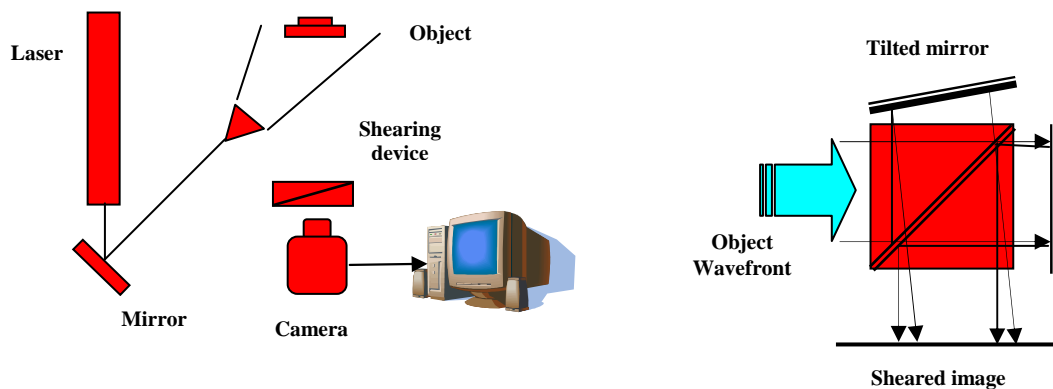 Laser
Object
Shearing
device
Mirror
Camera
Tilted mirror
Object
Wavefront
Sheared image